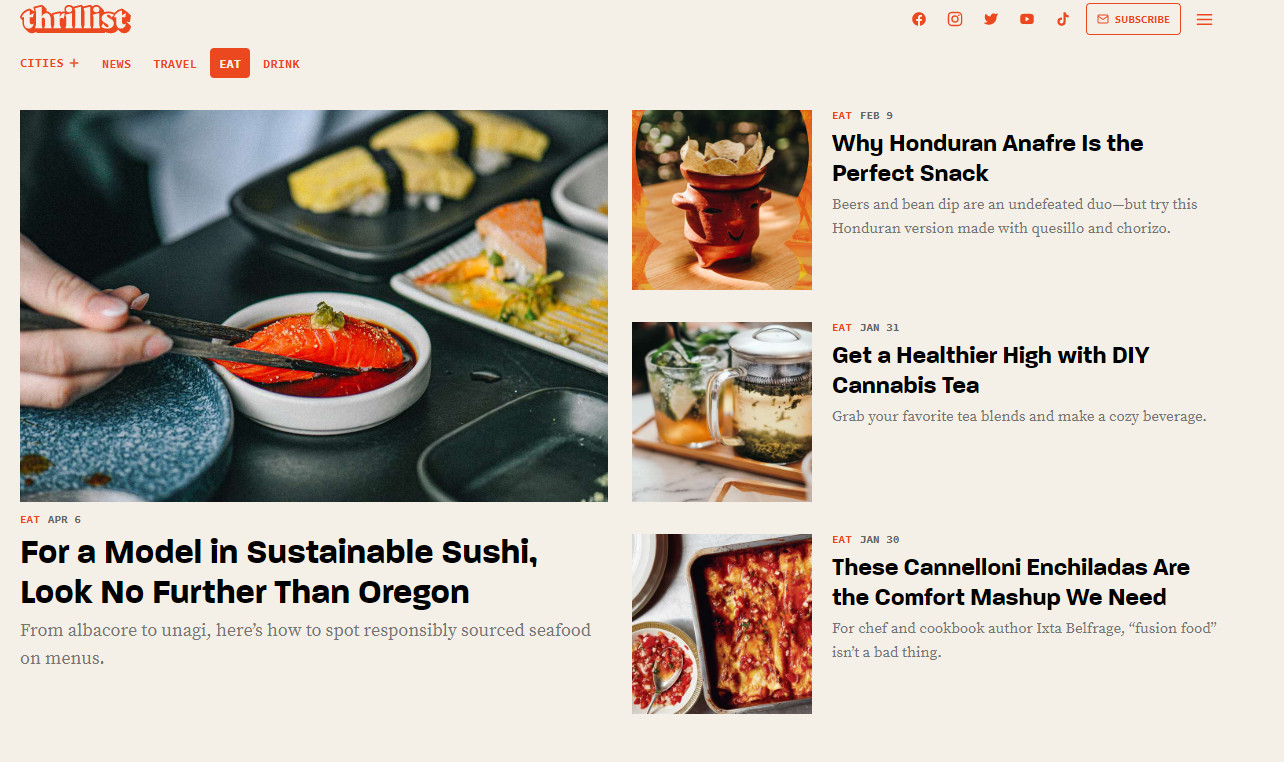 thrillist
SUBSCRIBE
CITIES +
NEWS
TRAVEL
EAT
DRINK
EAT APR 6
For a Model in Sustainable Sushi,
Look No Further Than Oregon
From albacore to unagi, here’s how to spot responsibly sourced seafood
on menus.
EAT FEB 9
Why Honduran Anafre Is the
Perfect Snack
Beers and bean dip are an undefeated duo—but try this
Honduran version made with quesillo and chorizo.
EAT JAN 31
Get a Healthier High with DIY
Cannabis Tea
Grab your favorite tea blends and make a cozy beverage.
EAT JAN 30
These Cannelloni Enchiladas Are
the Comfort Mashup We Need
For chef and cookbook author Ixta Belfrage, “fusion food”
isn’t a bad thing.